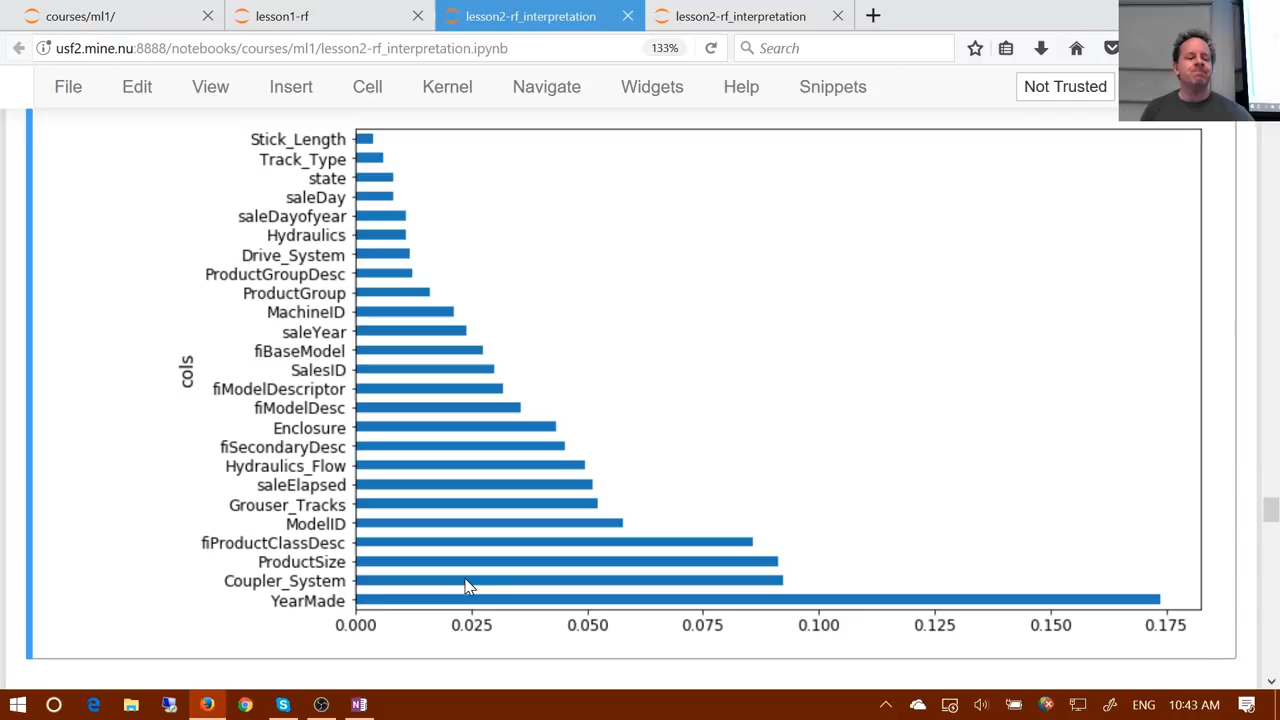 courses/ml1/
lesson1-rf
lesson2-rf_interpretation
lesson2-rf_interpretation
usf2.mine.nu:8888/notebooks/courses/ml1/lesson2-rf_interpretation.ipynb
133%
Search
File Edit View Insert Cell Kernel Navigate Widgets Help Snippets
Not Trusted
cols
Stick_Length
Track_Type
state
saleDay
saleDayofyear
Hydraulics
Drive_System
ProductGroupDesc
ProductGroup
MachineID
saleYear
fiBaseModel
SalesID
fiModelDescriptor
fiModelDesc
Enclosure
fiSecondaryDesc
Hydraulics_Flow
saleElapsed
Grouser_Tracks
ModelID
fiProductClassDesc
ProductSize
Coupler_System
YearMade
0.000 0.025 0.050 0.075 0.100 0.125 0.150 0.175
ENG 10:43 AM